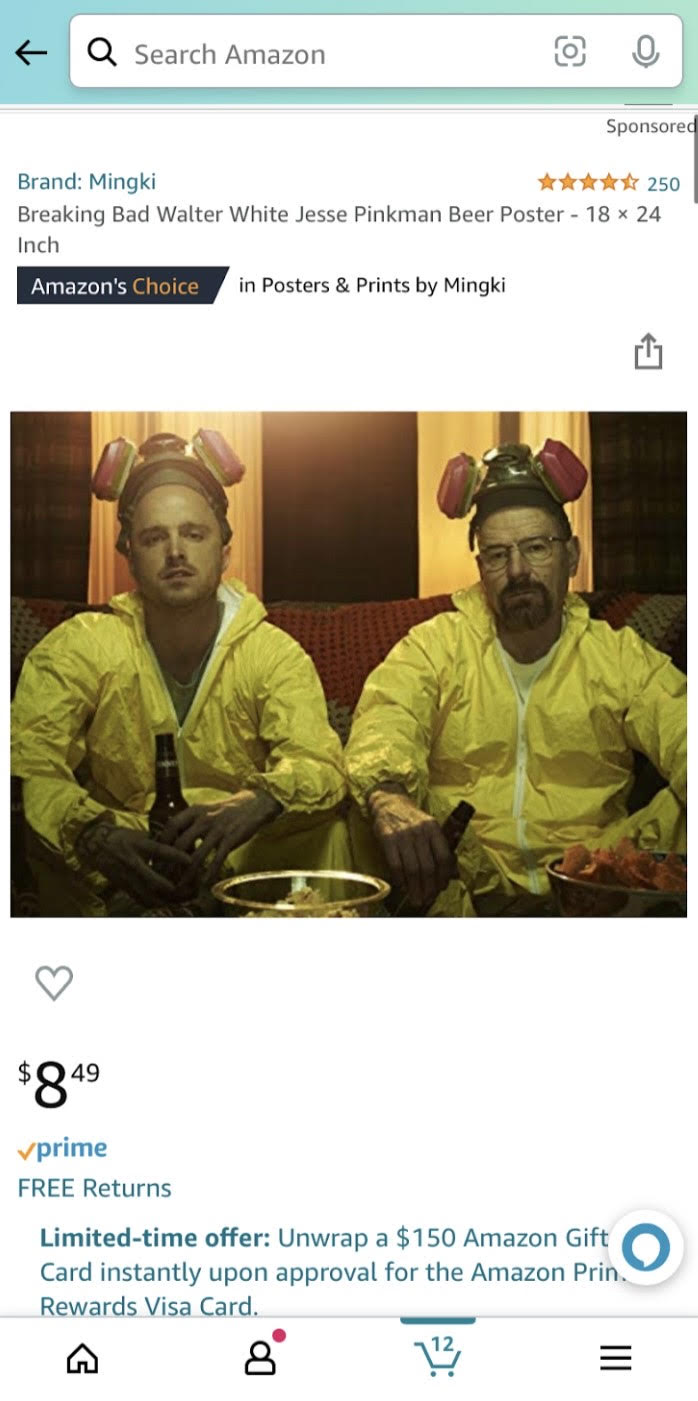 Search Amazon
Sponsored
Brand: Mingki
250
Breaking Bad Walter White Jesse Pinkman Beer Poster - 18 × 24
Inch
Amazon's Choice in Posters & Prints by Mingki
$8 49
prime
FREE Returns
Limited-time offer: Unwrap a $150 Amazon Gift
Card instantly upon approval for the Amazon Prim
Rewards Visa Card.
12